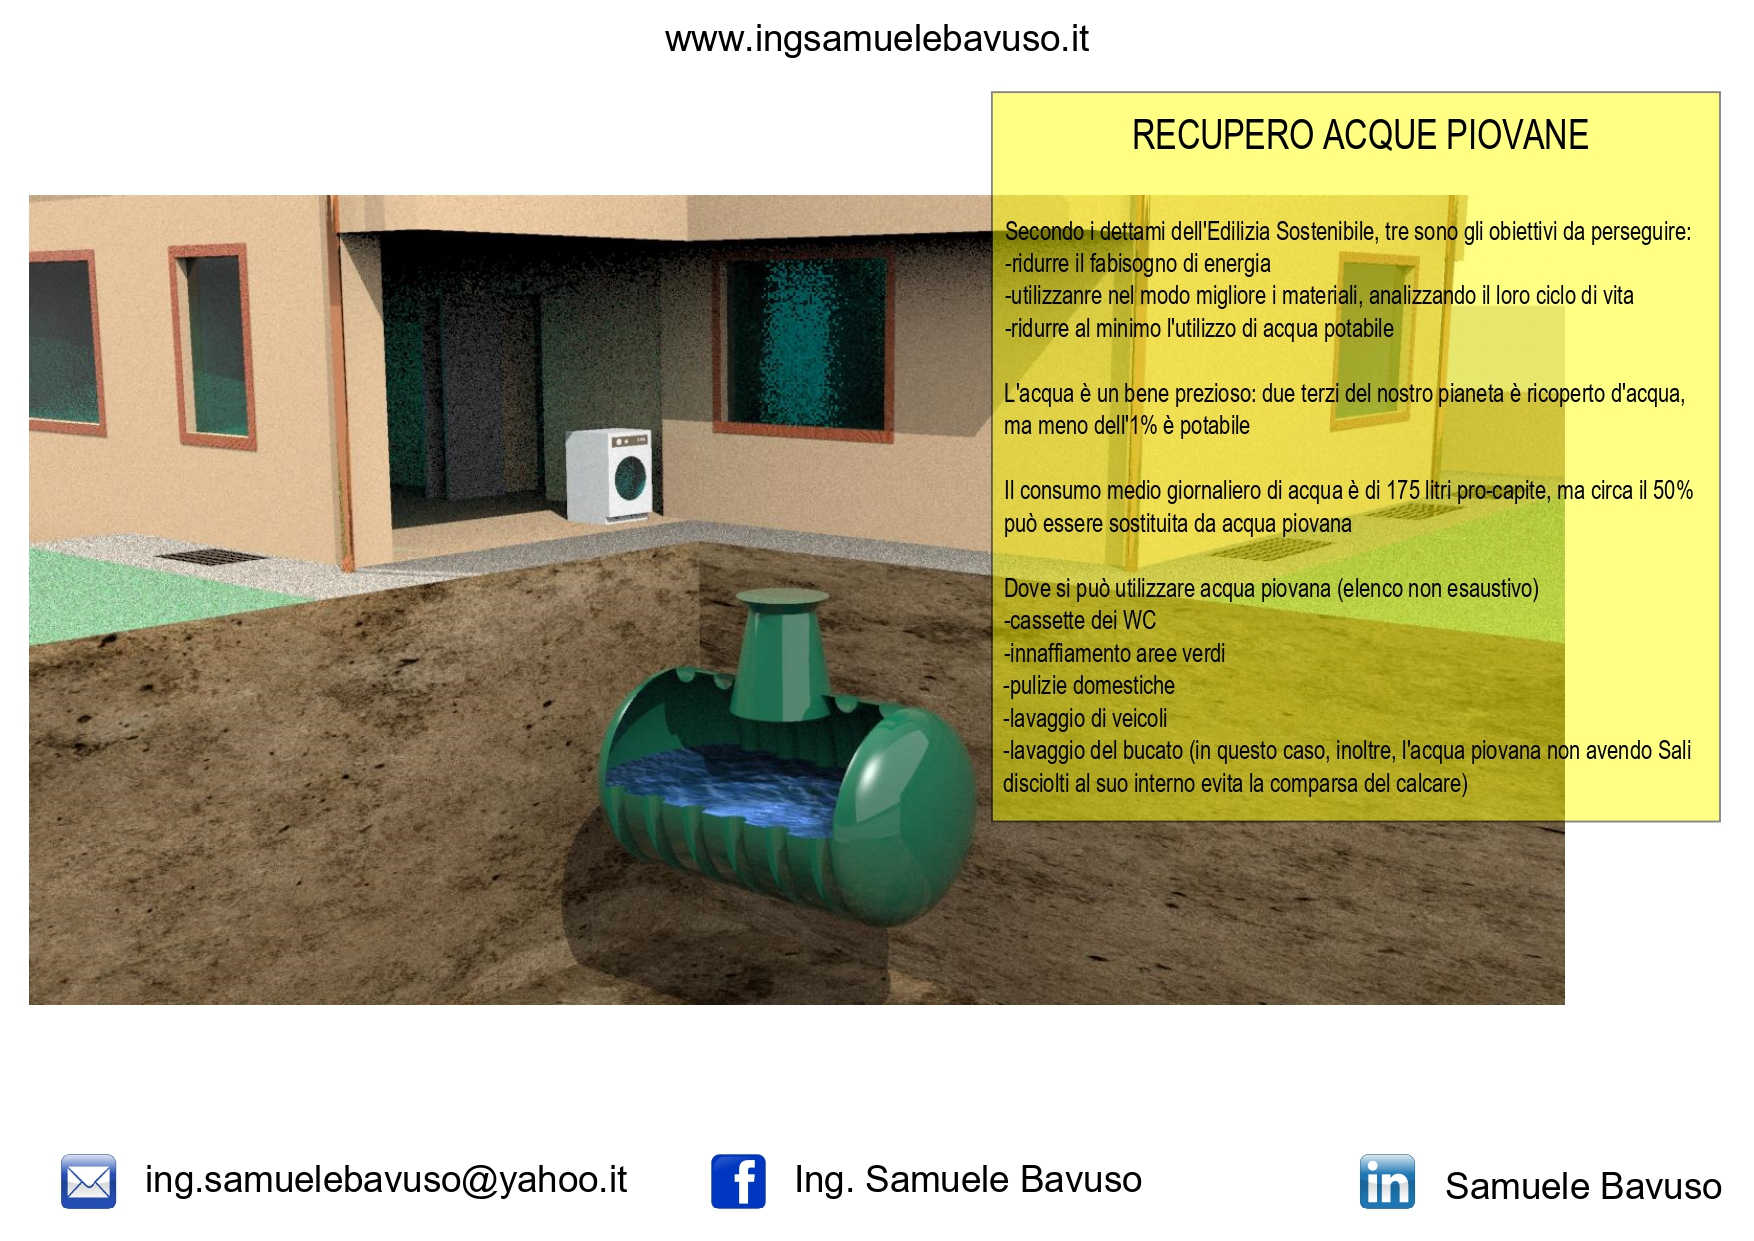 www.ingsamuelebavuso.it
RECUPERO ACQUE PIOVANE
Secondo i dettami dell'Edilizia Sostenibile, tre sono gli obiettivi da perseguire:
-ridurre il fabisogno di energia
-utilizzanre nel modo migliore i materiali, analizzando il loro ciclo di vita
-ridurre al minimo l'utilizzo di acqua potabile
L'acqua è un bene prezioso: due terzi del nostro pianeta è ricoperto d'acqua,
ma meno dell'1% è potabile
Il consumo medio giornaliero di acqua è di 175 litri pro-capite, ma circa il 50%
può essere sostituita da acqua piovana
Dove si può utilizzare acqua piovana (elenco non esaustivo)
-cassette dei WC
-innaffiamento aree verdi
-pulizie domestiche
-lavaggio di veicoli
-lavaggio del bucato (in questo caso, inoltre, l'acqua piovana non avendo Sali
disciolti al suo interno evita la comparsa del calcare)
ing.samuelebavuso@yahoo.it
Ing. Samuele Bavuso
Samuele Bavuso